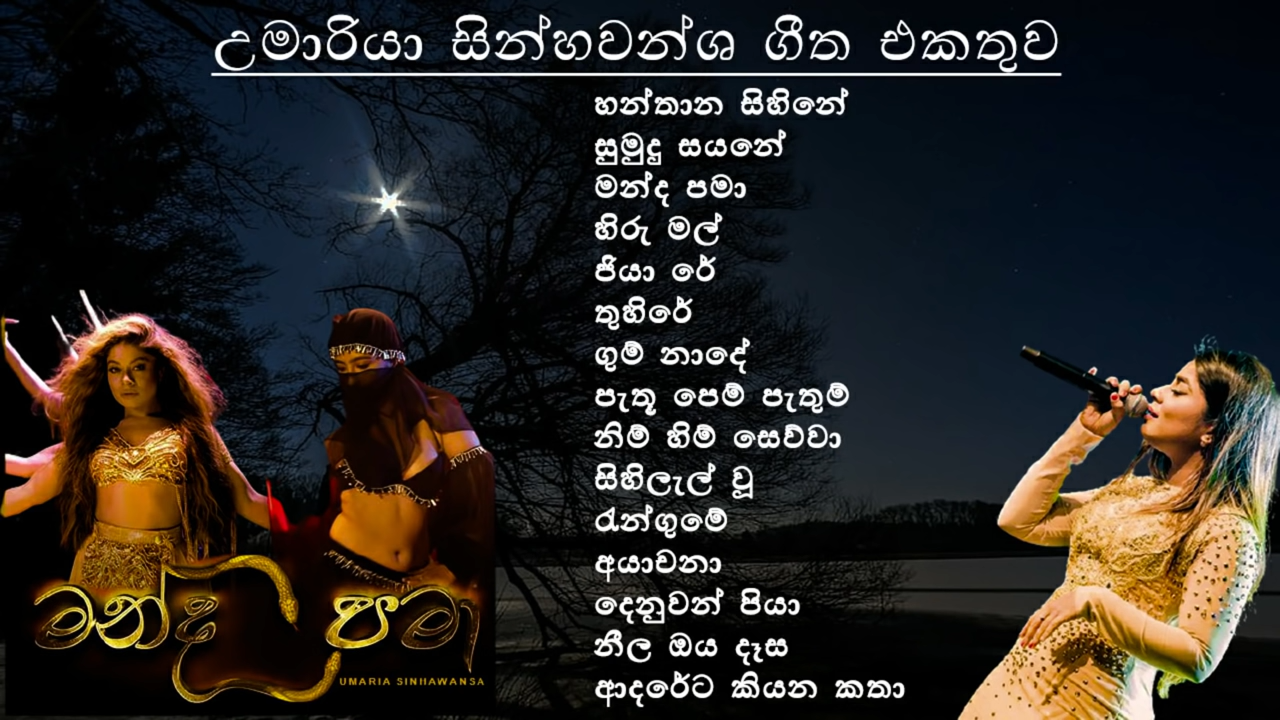 උමාරියා සින්හවන්ශ ගීත එකතුව
හන්තාන සිහිනේ
සුමුදු සයනේ
මන්ද පමා
හිරු මල්
ජියා රේ
තුහිරේ
ගුම් නාදේ
පැතූ පෙම් පැතුම්
නිම් හිම් සෙව්වා
සිහිලැල් වූ
රැන්ගුමේ
අයාචනා
දෙනුවන් පියා
නීල ඔය දෑස
ආදරේට කියන කතා
මන්ද පමා
UMARIA SINHAWANSA